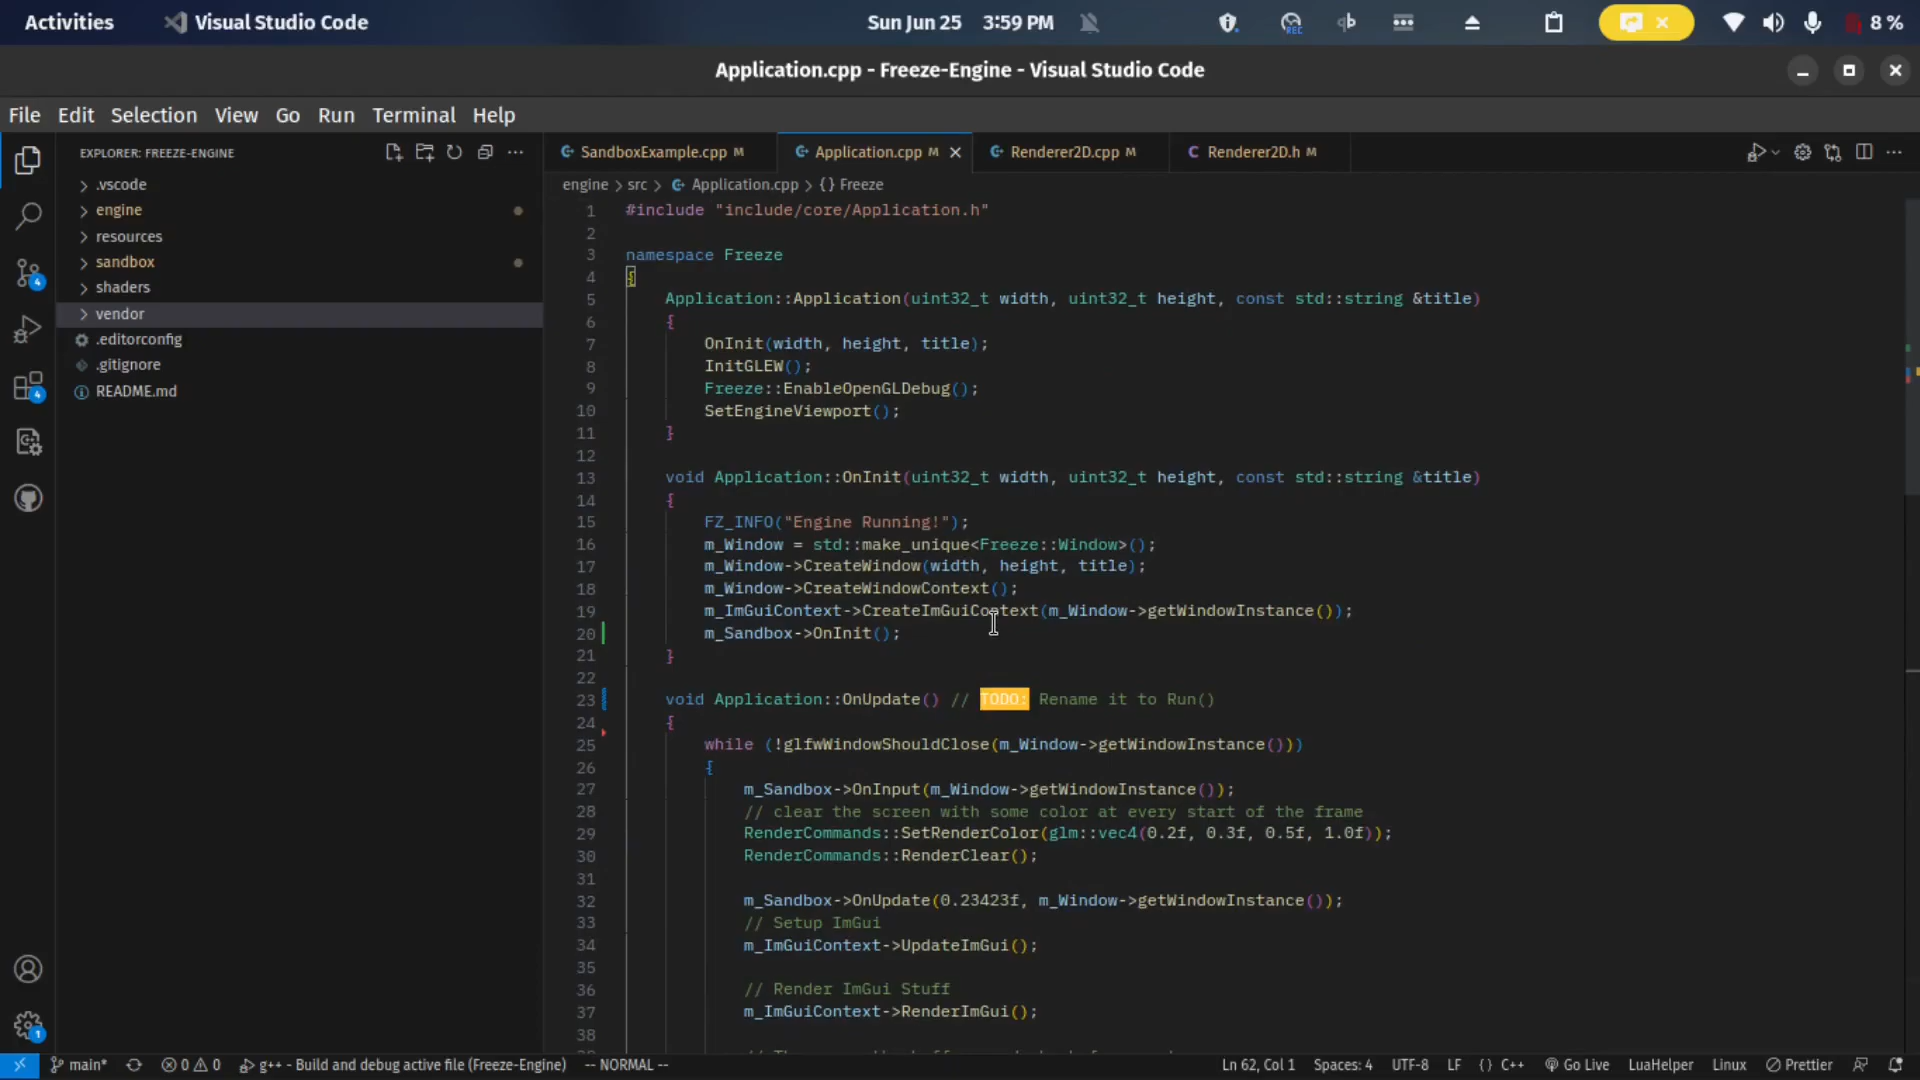 Activities
Visual Studio Code
Sun Jun 25 3:59 PM
REC
8 %
Application.cpp - Freeze-Engine - Visual Studio Code
File Edit Selection View Go Run Terminal Help
EXPLORER: FREEZE-ENGINE
.vscode
engine
resources
sandbox
shaders
vendor
.editorconfig
.gitignore
README.md
4
4
1
SandboxExample.cpp M
Application.cpp M
Renderer2D.cpp M
C Renderer2D.h M
engine > src > Application.cpp > {} Freeze
1 #include "include/core/Application.h"
2
3 namespace Freeze
4 {
5 Application::Application(uint32_t width, uint32_t height, const std::string &title)
6 {
7 OnInit(width, height, title);
8 InitGLEW();
9 Freeze::EnableOpenGLDebug();
10 SetEngineViewport();
11 }
12
13 void Application::OnInit(uint32_t width, uint32_t height, const std::string &title)
14 {
15 FZ_INFO("Engine Running!");
16 m_Window = std::make_unique<Freeze::Window>();
17 m_Window->CreateWindow(width, height, title);
18 m_Window->CreateWindowContext();
19 m_ImGuiContext->CreateImGuiContext(m_Window->getWindowInstance());
20 m_Sandbox->OnInit();
21 }
22
23 void Application::OnUpdate() // TODO: Rename it to Run()
24 {
25 while (!glfwWindowShouldClose(m_Window->getWindowInstance()))
26 {
27 m_Sandbox->OnInput(m_Window->getWindowInstance());
28 // clear the screen with some color at every start of the frame
29 RenderCommands::SetRenderColor(glm::vec4(0.2f, 0.3f, 0.5f, 1.0f));
30 RenderCommands::RenderClear();
31
32 m_Sandbox->OnUpdate(0.23423f, m_Window->getWindowInstance());
33 // Setup ImGui
34 m_ImGuiContext->UpdateImGui();
35
36 // Render ImGui Stuff
37 m_ImGuiContext->RenderImGui();
38
main* 0 0 g++ - Build and debug active file (Freeze-Engine) -- NORMAL -- Ln 62, Col 1 Spaces: 4 UTF-8 LF {} C++ Go Live LuaHelper Linux Prettier